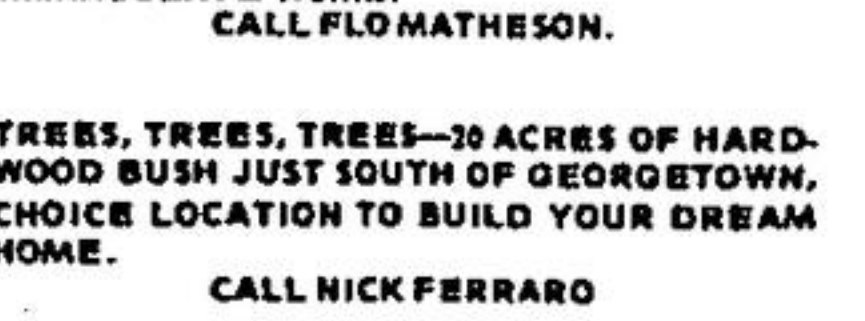 CALL FLO MATHESON.
TREES, TREES, TREES—20 ACRES OF HARD-
WOOD BUSH JUST SOUTH OF GEORGETOWN,
CHOICE LOCATION TO BUILD YOUR DREAM
HOME.
CALL NICK FERRARO